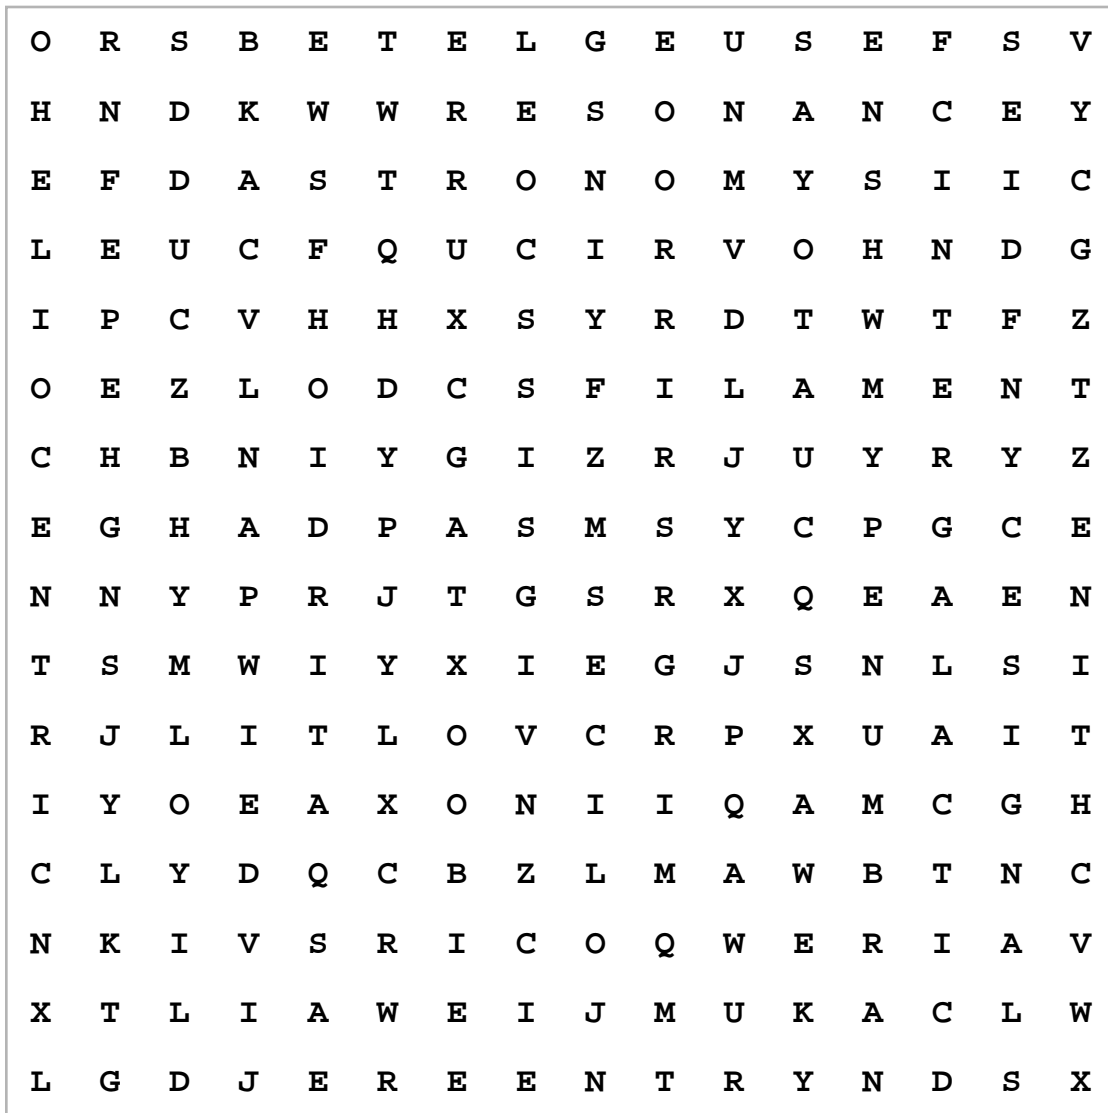 O R S B E T E L G E U S E F S V
H N D K W W R E S O N A N C E Y
E F D A S T R O N O M Y S I I C
L E U C F Q U C I R V O H N D G
I P C V H H X S Y R D T W T F Z
O E Z L O D C S F I L A M E N T
C H B N I Y G I Z R J U Y R Y Z
E G H A D P A S M S Y C P G C E
N N Y P R J T G S R X Q E A E N
T S M W I Y X I E G J S N L S I
R J L I T L O V C R P X U A I T
I Y O E A X O N I I Q A M C G H
C L Y D Q C B Z L M A W B T N C
N K I V S R I C O Q W E R I A V
X T L I A W E I J M U K A C L W
L G D J E R E E N T R Y N D S X